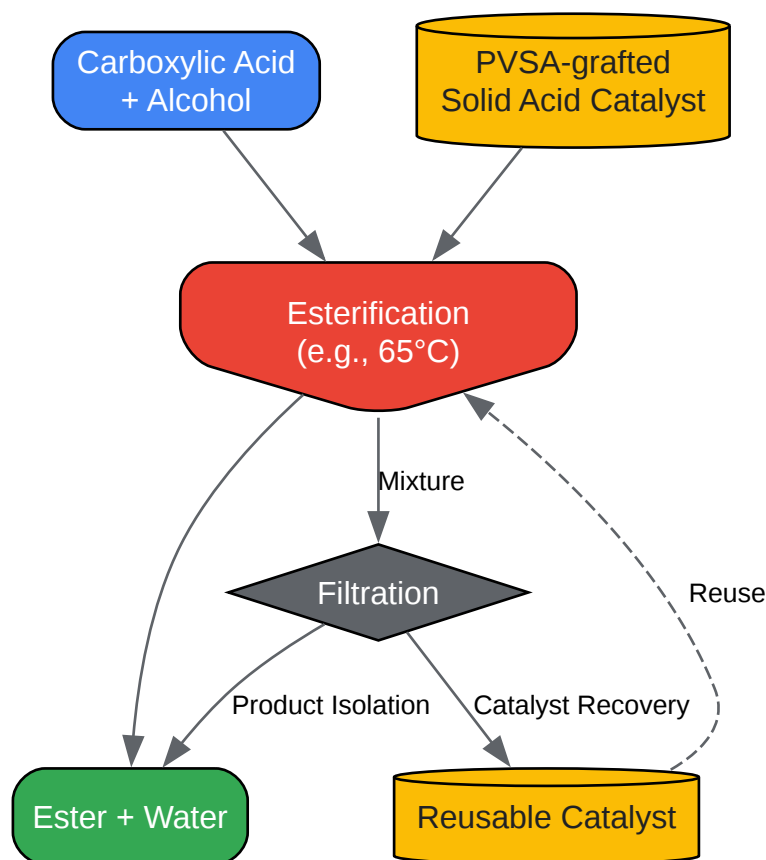 Carboxylic Acid
+ Alcohol
PVSA-grafted
Solid Acid Catalyst
Esterification
(e.g., 65°C)
Mixture
Filtration
Reuse
Product Isolation
Catalyst Recovery
Ester + Water
Reusable Catalyst